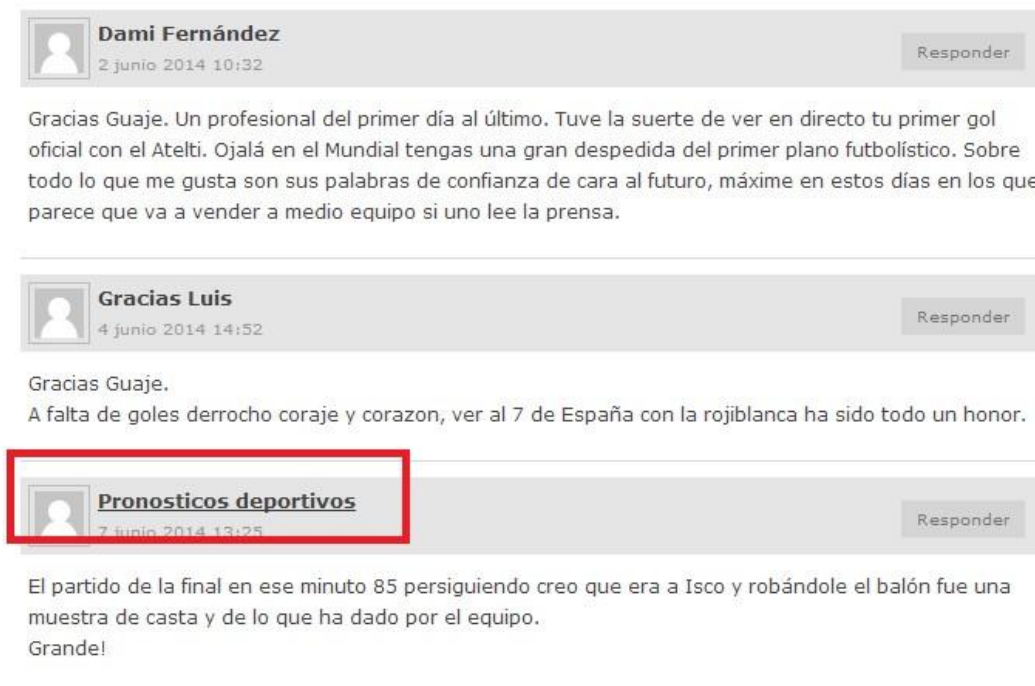 Dami Fernández
2 junio 2014 10:32
Responder
Gracias Guaje. Un profesional del primer día al último. Tuve la suerte de ver en directo tu primer gol
oficial con el Atelti. Ojalá en el Mundial tengas una gran despedida del primer plano futbolístico. Sobre
todo lo que me gusta son sus palabras de confianza de cara al futuro, máxime en estos días en los que
parece que va a vender a medio equipo si uno lee la prensa.
Gracias Luis
4 junio 2014 14:52
Responder
Gracias Guaje.
A falta de goles derrocho coraje y corazon, ver al 7 de España con la rojiblanca ha sido todo un honor.
Pronosticos deportivos
7 junio 2014 13:25
Responder
El partido de la final en ese minuto 85 persiguiendo creo que era a Isco y robándole el balón fue una
muestra de casta y de lo que ha dado por el equipo.
Grande!